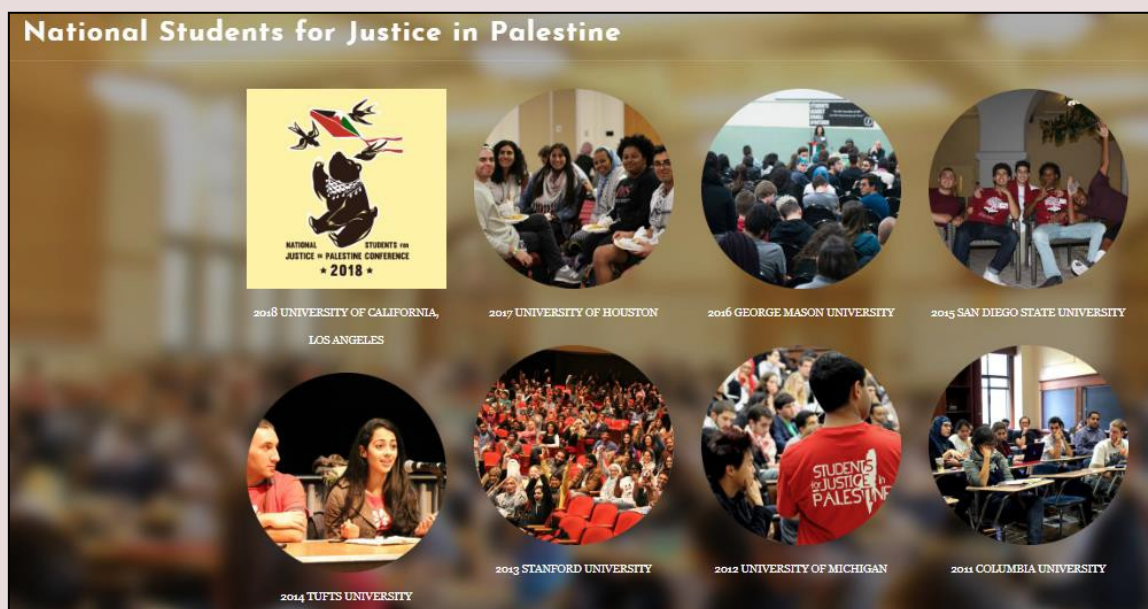 National Students for Justice in Palestine
NATIONAL STUDENTS FOR
JUSTICE IN PALESTINE CONFERENCE
★ 2018 ★
2018 UNIVERSITY OF CALIFORNIA,
LOS ANGELES
2017 UNIVERSITY OF HOUSTON
2016 GEORGE MASON UNIVERSITY
2015 SAN DIEGO STATE UNIVERSITY
2014 TUFTS UNIVERSITY
2013 STANFORD UNIVERSITY
STUDENTS
for JUSTICE in
PALESTINE
2012 UNIVERSITY OF MICHIGAN
2011 COLUMBIA UNIVERSITY